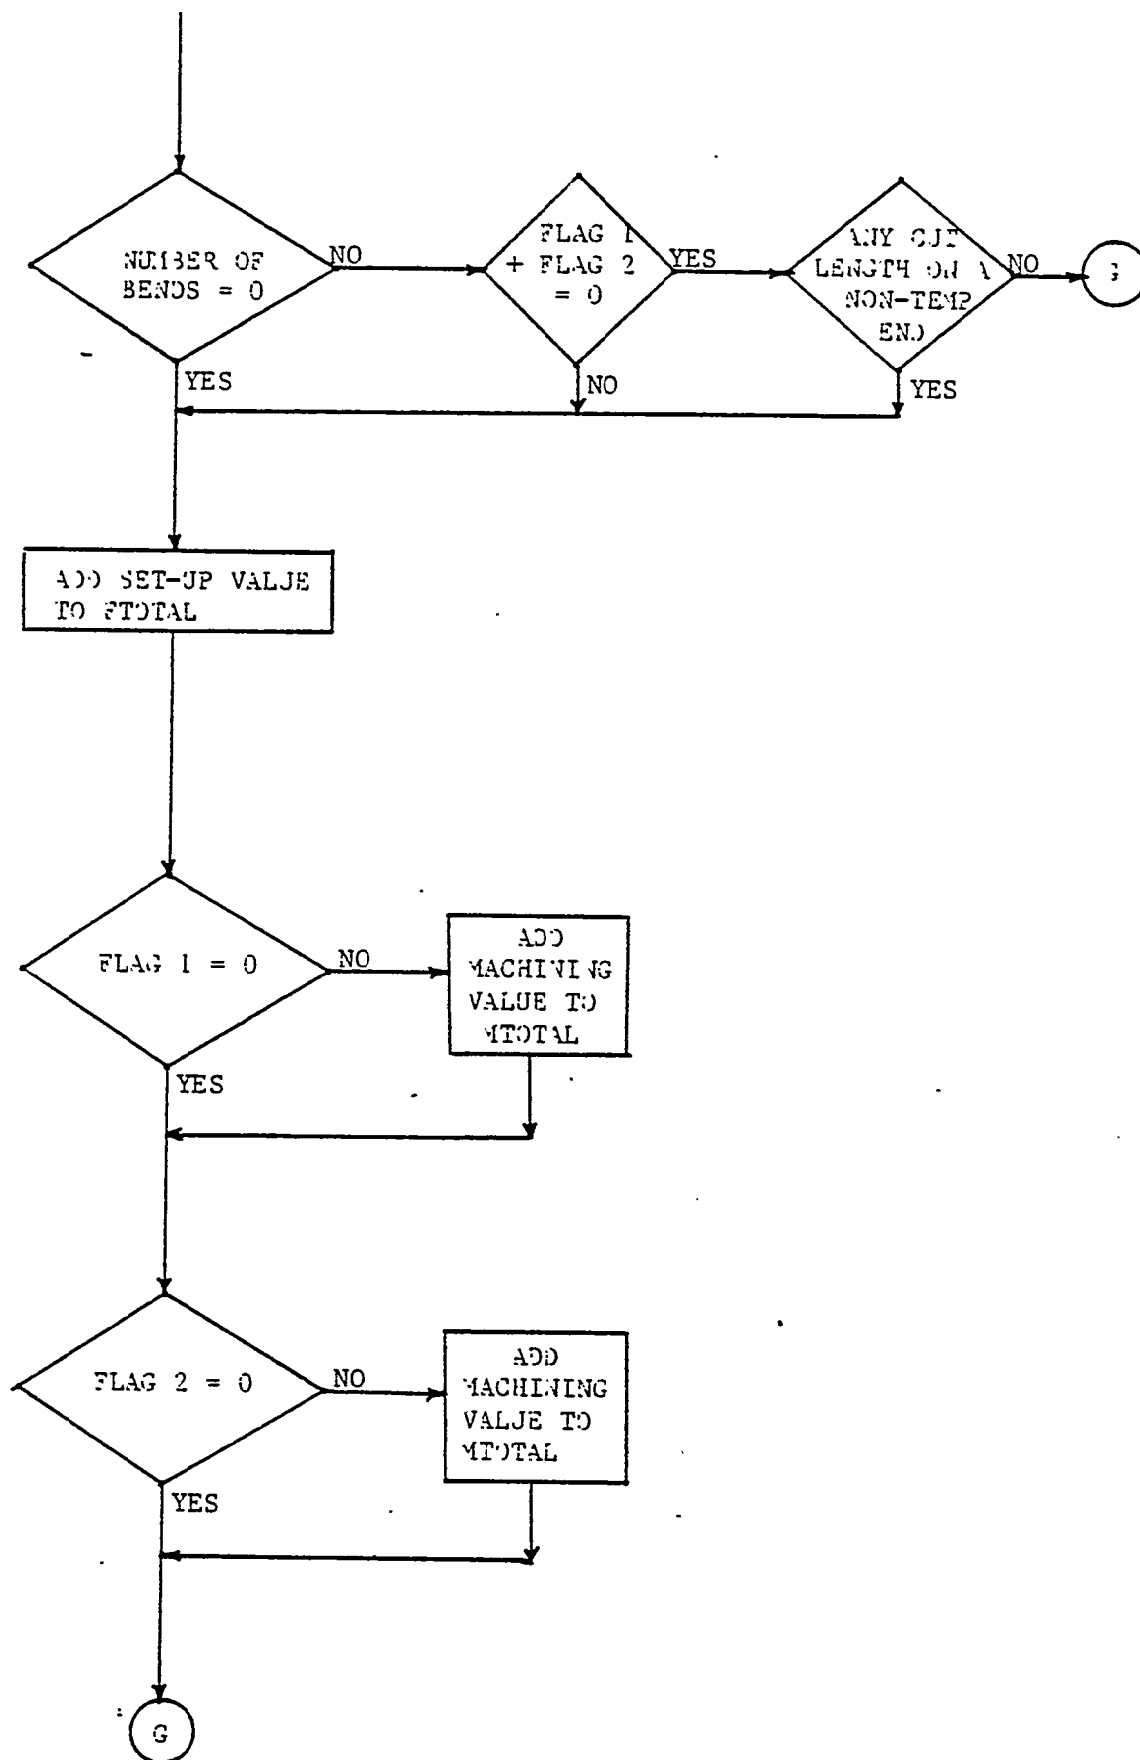 NUMBER OF
BENDS = 0
NO
YES
FLAG 1
+ FLAG 2
= 0
YES
NO
ANY CUT
LENGTH ON A
NON-TEMP
END
NO
YES
G
ADD SET-UP VALUE
TO FTOTAL
FLAG 1 = 0
NO
YES
ADD
MACHINING
VALUE TO
MTOTAL
FLAG 2 = 0
NO
YES
ADD
MACHINING
VALUE TO
MTOTAL
G